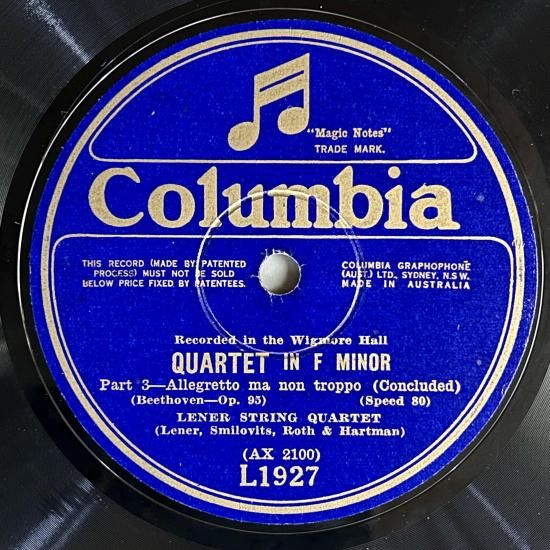 "Magic Notes"
TRADE MARK.
Columbia
THIS RECORD (MADE BY PATENTED
PROCESS) MUST NOT BE SOLD
BELOW PRICE FIXED BY PATENTEES.
COLUMBIA GRAPHOPHONE
(AUST.) LTD. SYDNEY, N.S.W.
MADE IN AUSTRALIA
Recorded in the Wigmore Hall
QUARTET IN F MINOR
Part 3—Allegretto ma non troppo (Concluded)
(Beethoven—Op. 95) (Speed 80)
LENER STRING QUARTET
(Lener, Smilovits, Roth & Hartman)
(AX 2100)
L1927